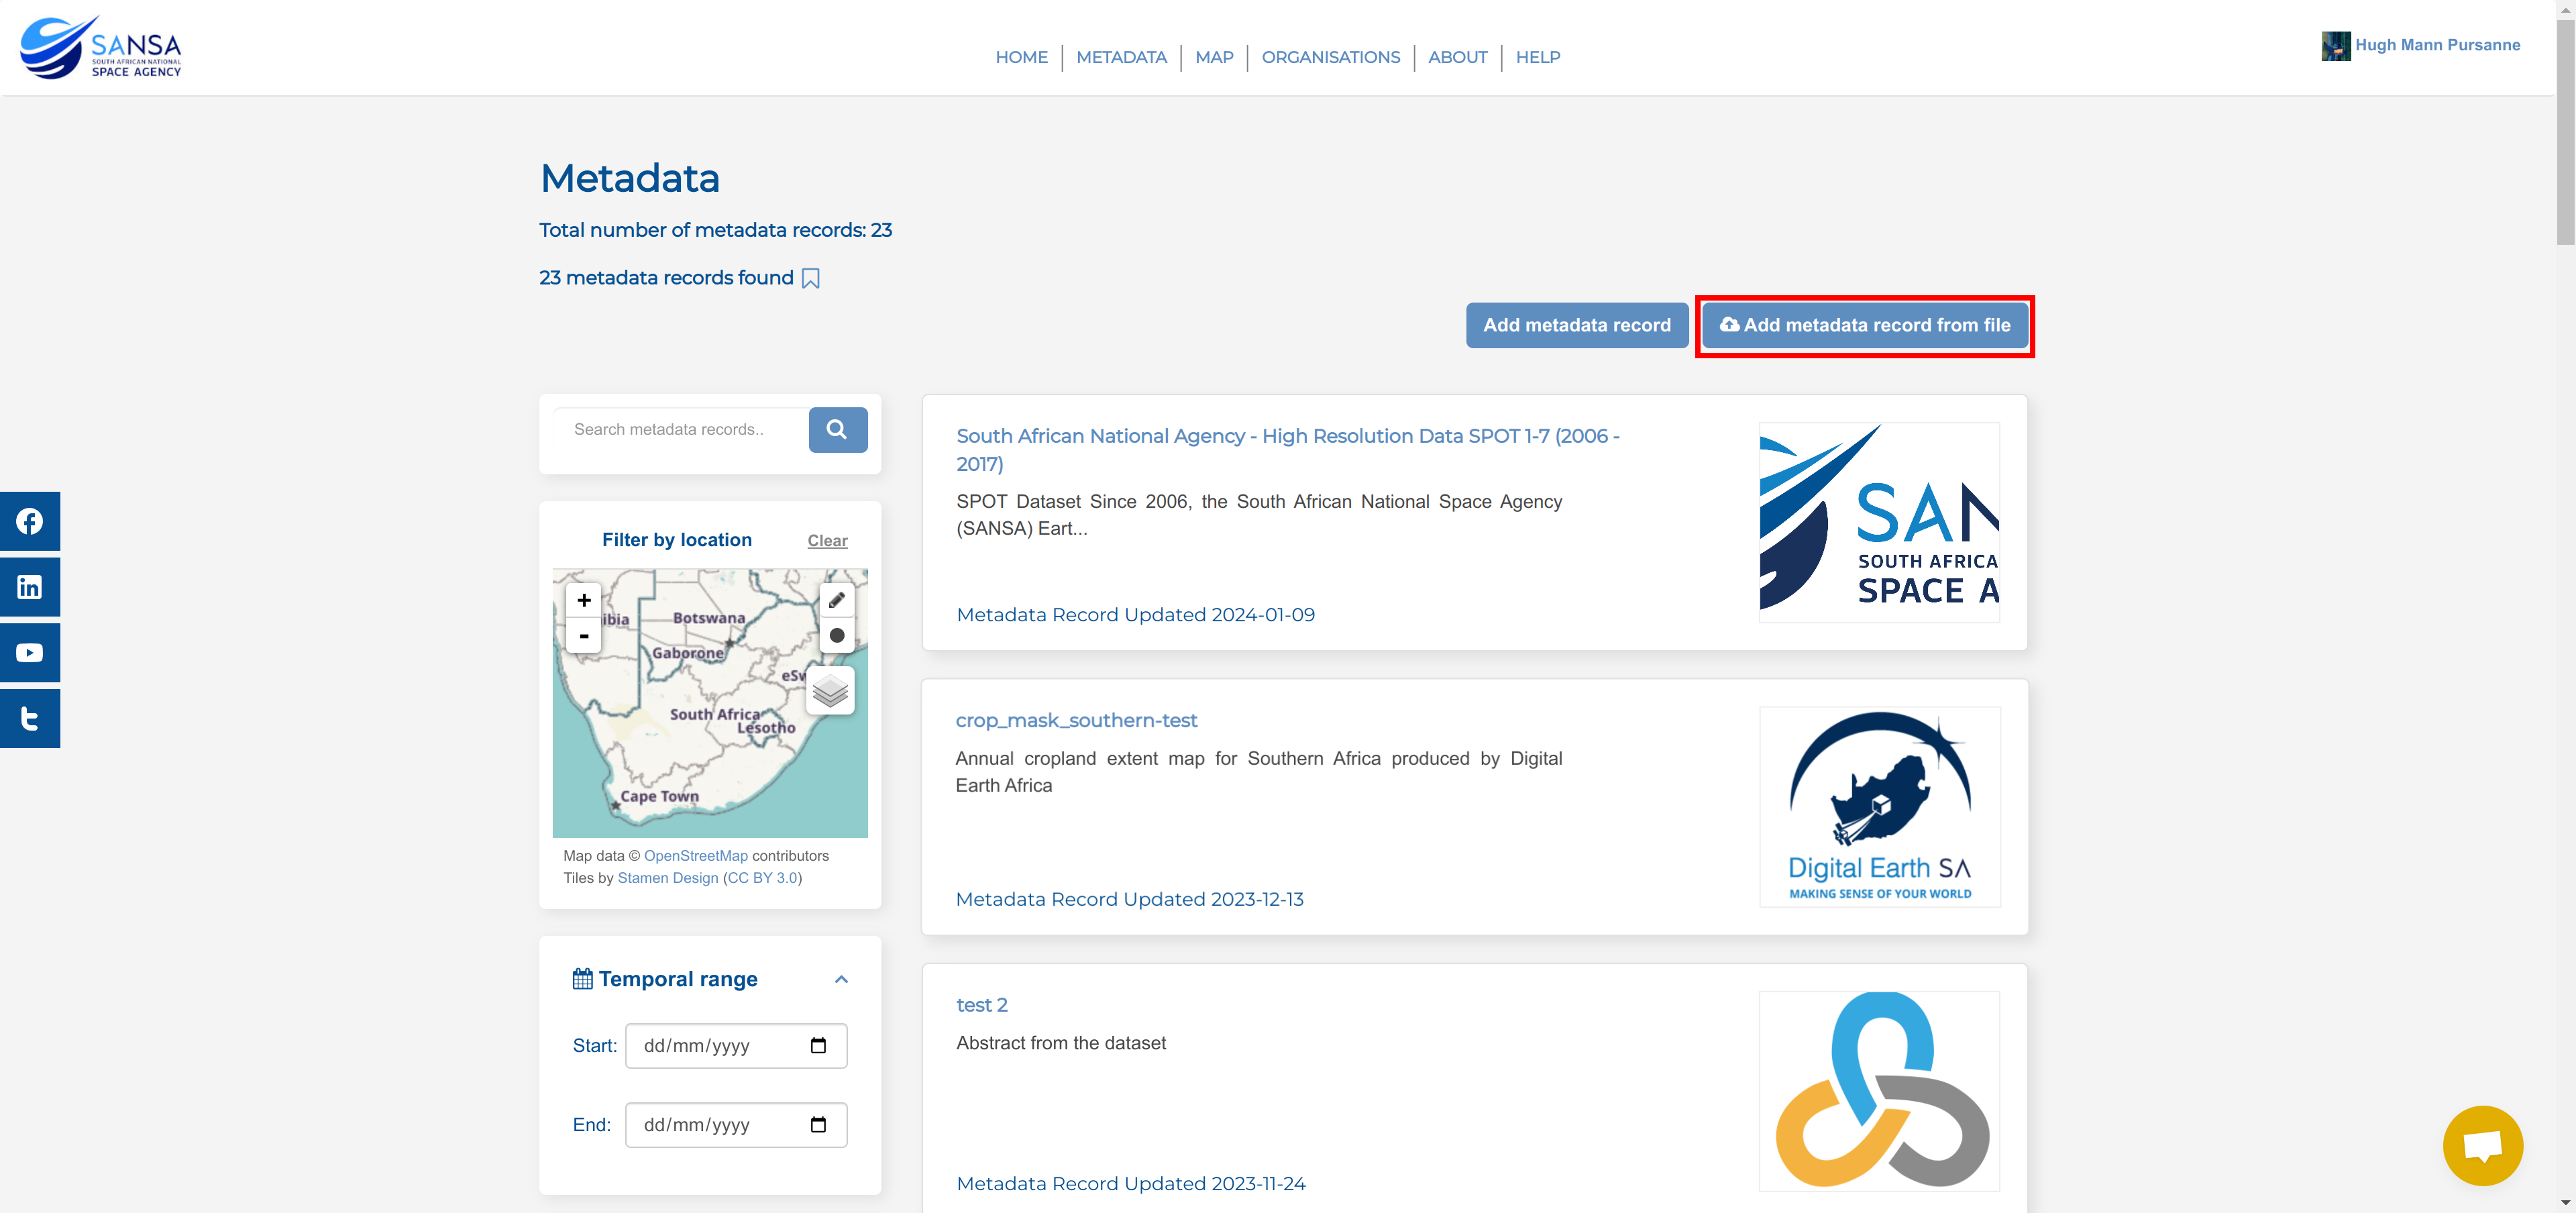 SANSA
SOUTH AFRICAN NATIONAL
SPACE AGENCY
HOME
METADATA
MAP
ORGANISATIONS
ABOUT
HELP
Hugh Mann Pursanne
Metadata
Total number of metadata records: 23
23 metadata records found
Add metadata record
Add metadata record from file
Search metadata records..
Filter by location
Clear
+
-
ibia
Botswana
Gaborone
eSw
South Africa
Lesotho
Cape Town
Map data © OpenStreetMap contributors
Tiles by Stamen Design (CC BY 3.0)
Temporal range
Start: dd/mm/yyyy
End: dd/mm/yyyy
South African National Agency - High Resolution Data SPOT 1-7 (2006 -
2017)
SPOT Dataset Since 2006, the South African National Space Agency
(SANSA) Eart...
Metadata Record Updated 2024-01-09
SAN
SOUTH AFRICA
SPACE A
crop_mask_southern-test
Annual cropland extent map for Southern Africa produced by Digital
Earth Africa
Metadata Record Updated 2023-12-13
Digital Earth SA
MAKING SENSE OF YOUR WORLD
test 2
Abstract from the dataset
Metadata Record Updated 2023-11-24